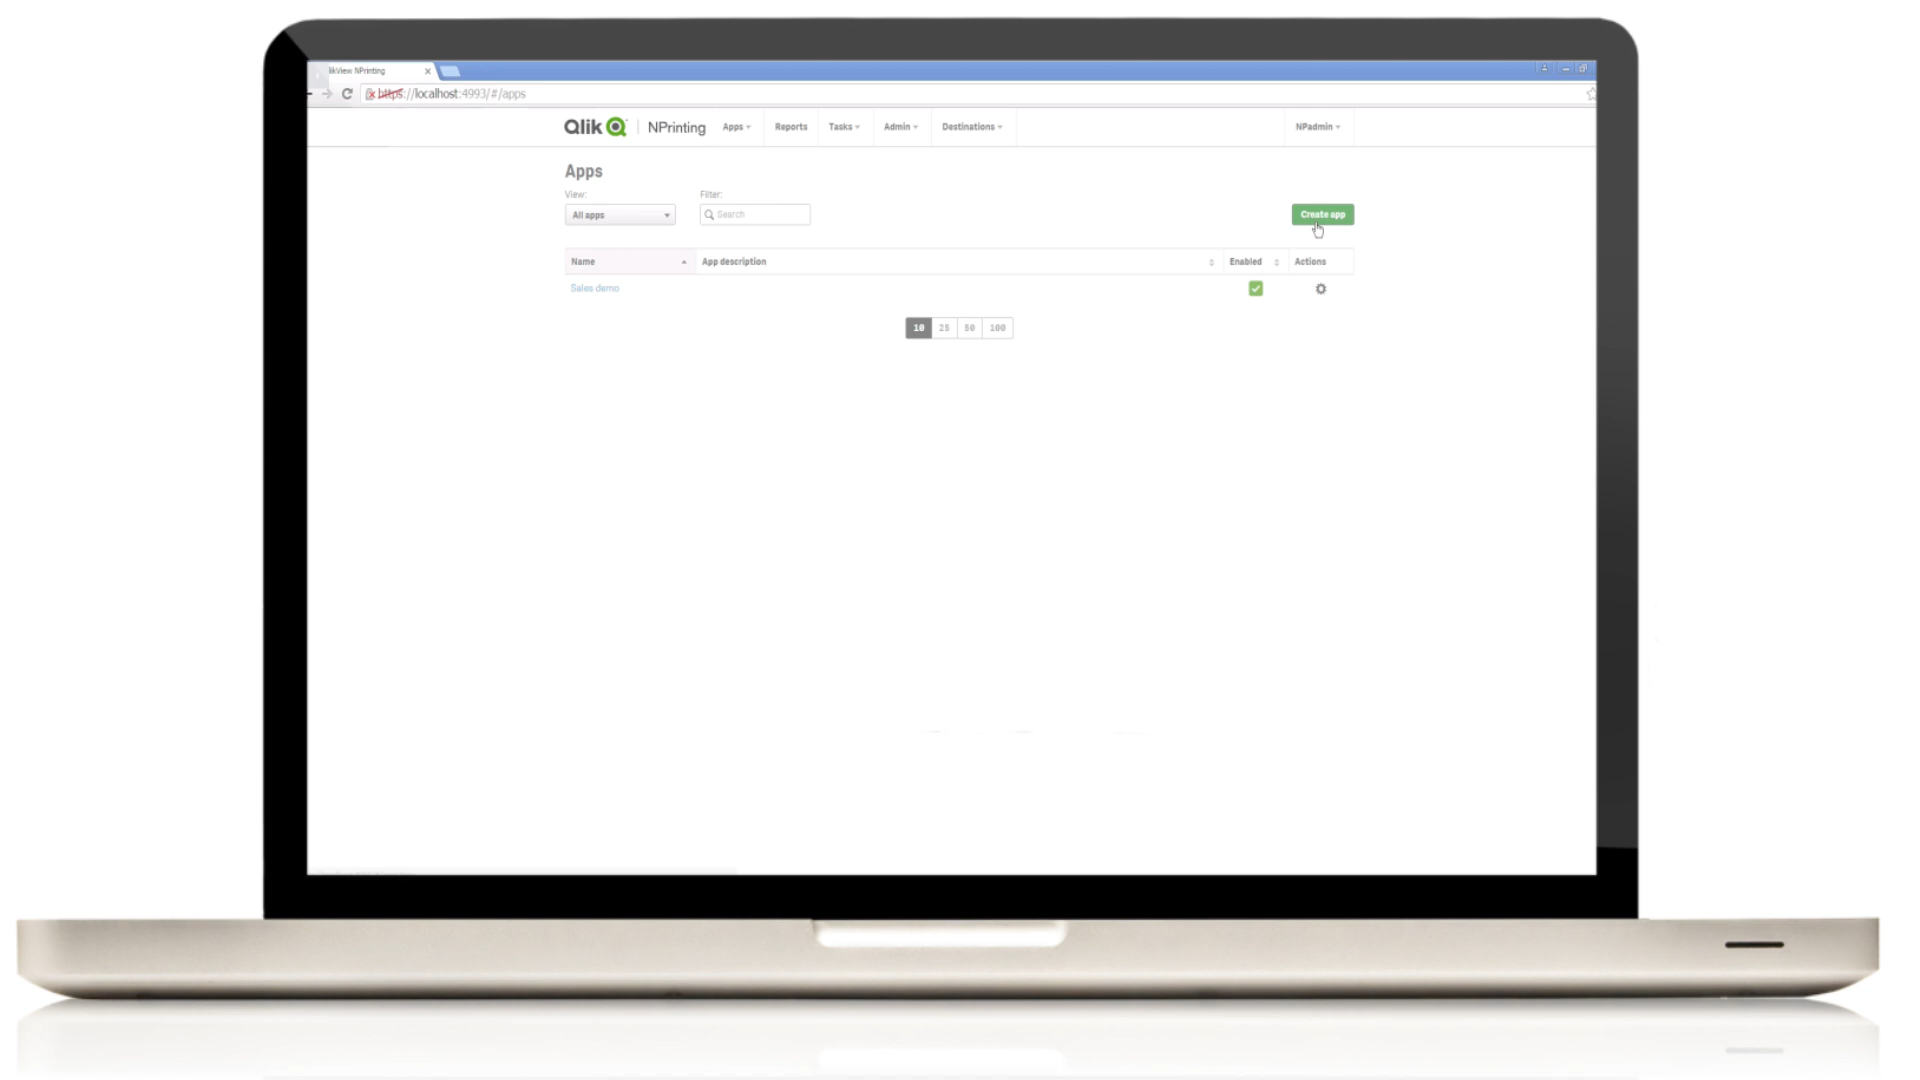 likView NPrinting
https://localhost:4993/#/apps
Qlik NPrinting Apps Reports Tasks Admin Destinations NPadmin
Apps
View: Filter:
All apps Search Create app
Name App description Enabled Actions
Sales demo
10 25 50 100